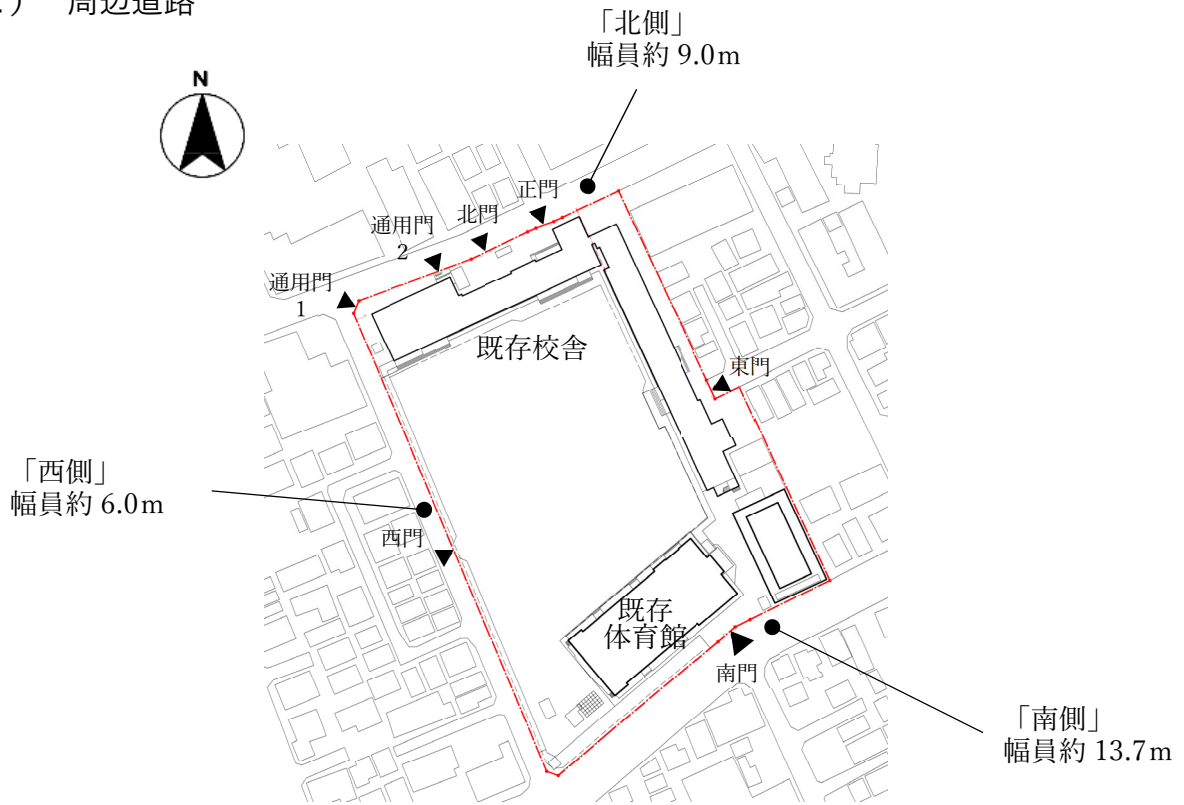 ）　周辺道路
「北側」
幅員約 9.0m
N
正門
北門
通用門
2
通用門
1
既存校舎
東門
「西側」
幅員約 6.0m
西門
既存
体育館
南門
「南側」
幅員約 13.7m